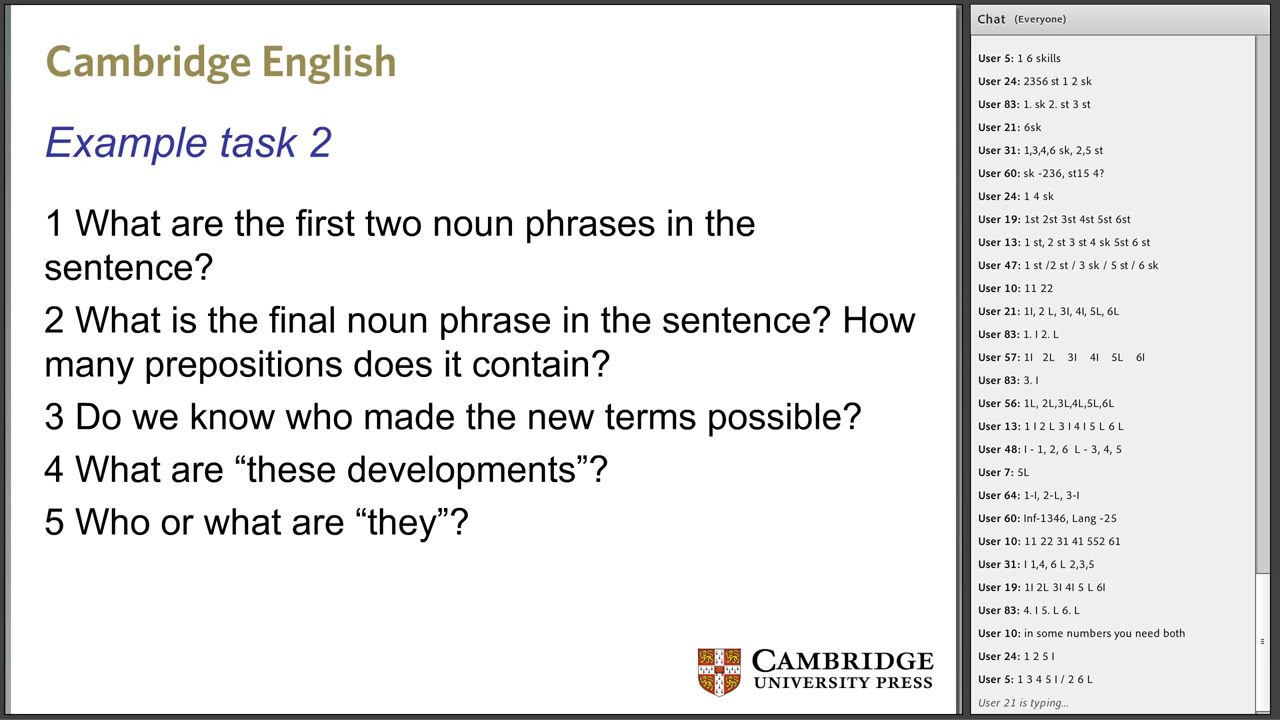 Cambridge English
Example task 2
1 What are the first two noun phrases in the
sentence?
2 What is the final noun phrase in the sentence? How
many prepositions does it contain?
3 Do we know who made the new terms possible?
4 What are “these developments”?
5 Who or what are “they”?
CAMBRIDGE
UNIVERSITY PRESS
Chat (Everyone)
User 5: 1 6 skills
User 24: 2356 st 1 2 sk
User 83: 1. sk 2. st 3 st
User 21: 6sk
User 31: 1,3,4,6 sk, 2,5 st
User 60: sk -236, st15 4?
User 24: 1 4 sk
User 19: 1st 2st 3st 4st 5st 6st
User 13: 1 st, 2 st 3 st 4 sk 5st 6 st
User 47: 1 st /2 st / 3 sk / 5 st / 6 sk
User 10: 11 22
User 21: 1I, 2 L, 3I, 4I, 5L, 6L
User 83: 1. I 2. L
User 57: 1I 2L 3I 4I 5L 6I
User 83: 3. I
User 56: 1L, 2L,3L,4L,5L,6L
User 13: 1 I 2 L 3 I 4 I 5 L 6 L
User 48: I - 1, 2, 6 L - 3, 4, 5
User 7: 5L
User 64: 1-I, 2-L, 3-I
User 60: Inf-1346, Lang -25
User 10: 11 22 31 41 552 61
User 31: I 1,4, 6 L 2,3,5
User 19: 1I 2L 3I 4I 5 L 6I
User 83: 4. I 5. L 6. L
User 10: in some numbers you need both
User 24: 1 2 5 I
User 5: 1 3 4 5 I / 2 6 L
User 21 is typing...